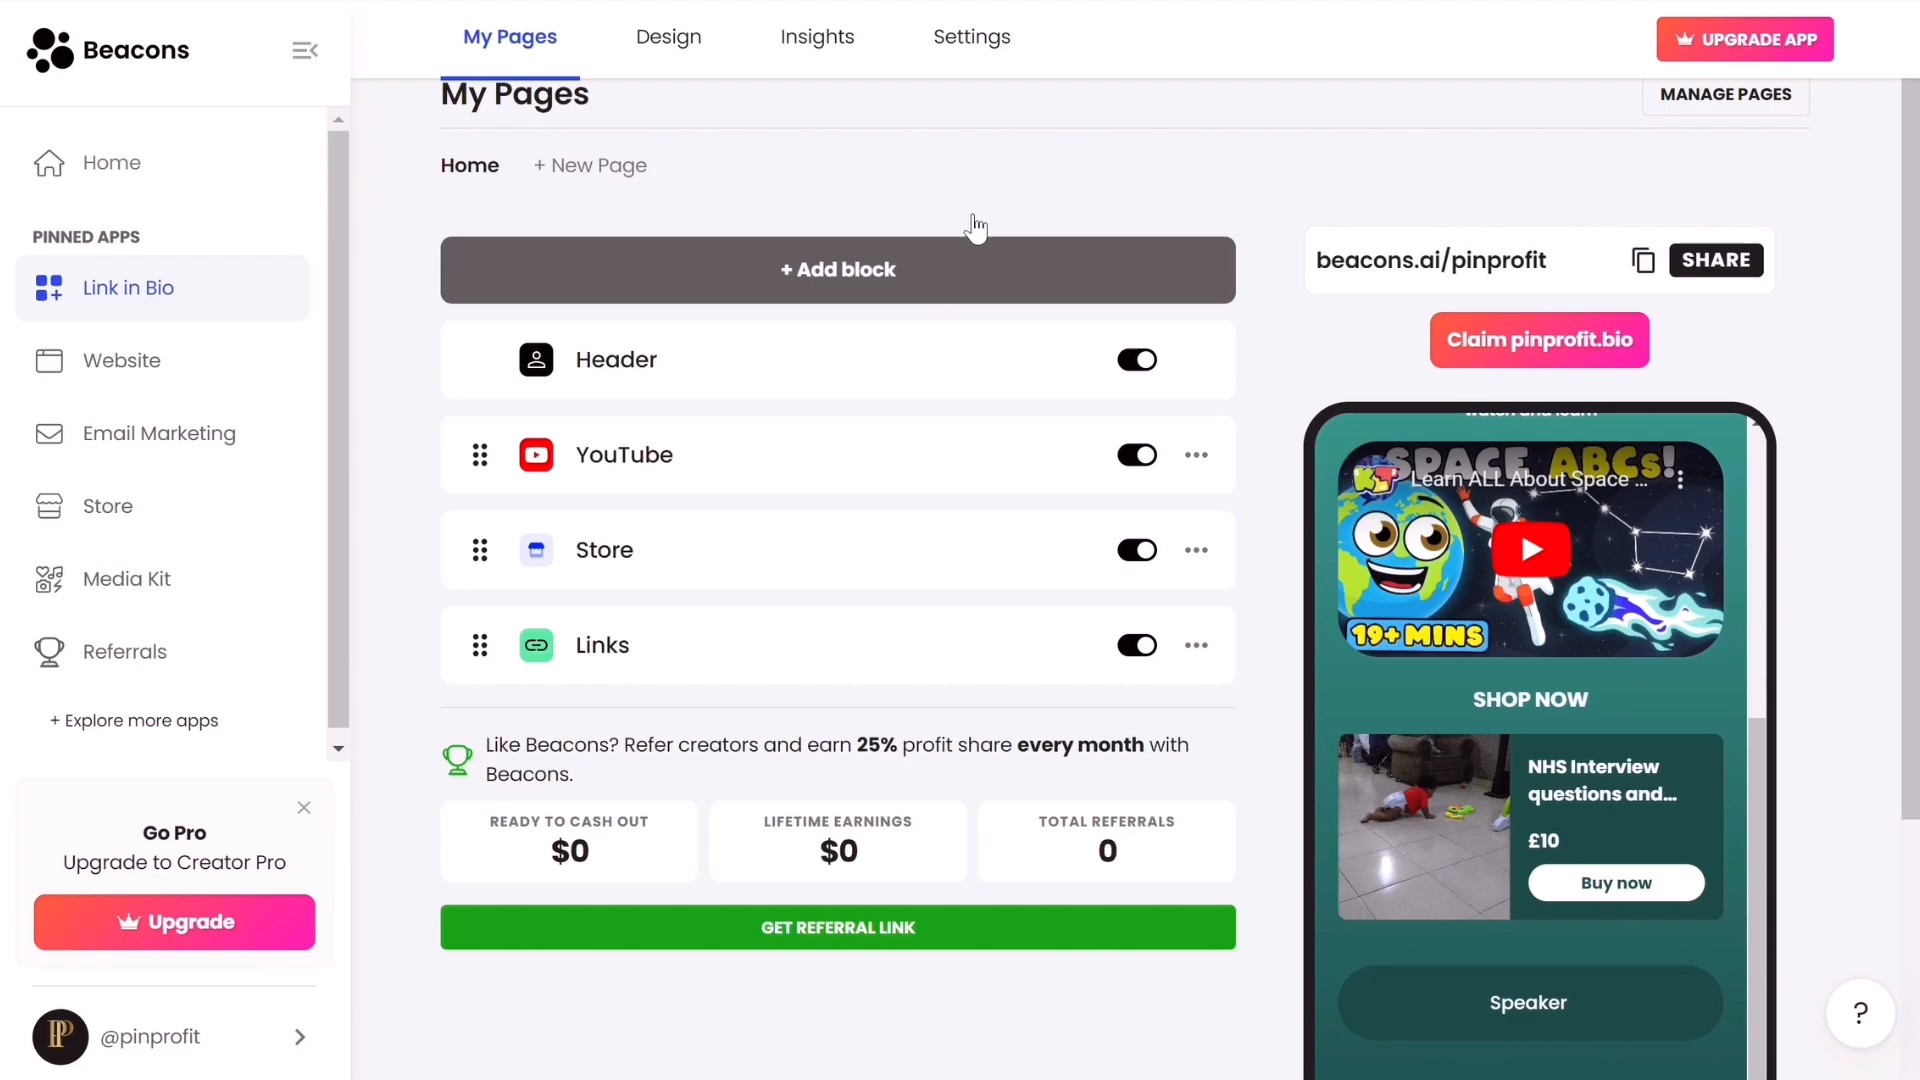 Beacons
My Pages
Design
Insights
Settings
UPGRADE APP
Home
PINNED APPS
Link in Bio
Website
Email Marketing
Store
Media Kit
Referrals
+ Explore more apps
Go Pro
Upgrade to Creator Pro
Upgrade
@pinprofit
My Pages
MANAGE PAGES
Home
+ New Page
+ Add block
Header
YouTube
Store
Links
Like Beacons? Refer creators and earn 25% profit share every month with
Beacons.
READY TO CASH OUT
$0
LIFETIME EARNINGS
$0
TOTAL REFERRALS
0
GET REFERRAL LINK
beacons.ai/pinprofit
SHARE
Claim pinprofit.bio
watch and learn
SPACE ABCs!
Learn ALL About Space ...
19+ MINS
SHOP NOW
NHS Interview
questions and...
£10
Buy now
Speaker
?